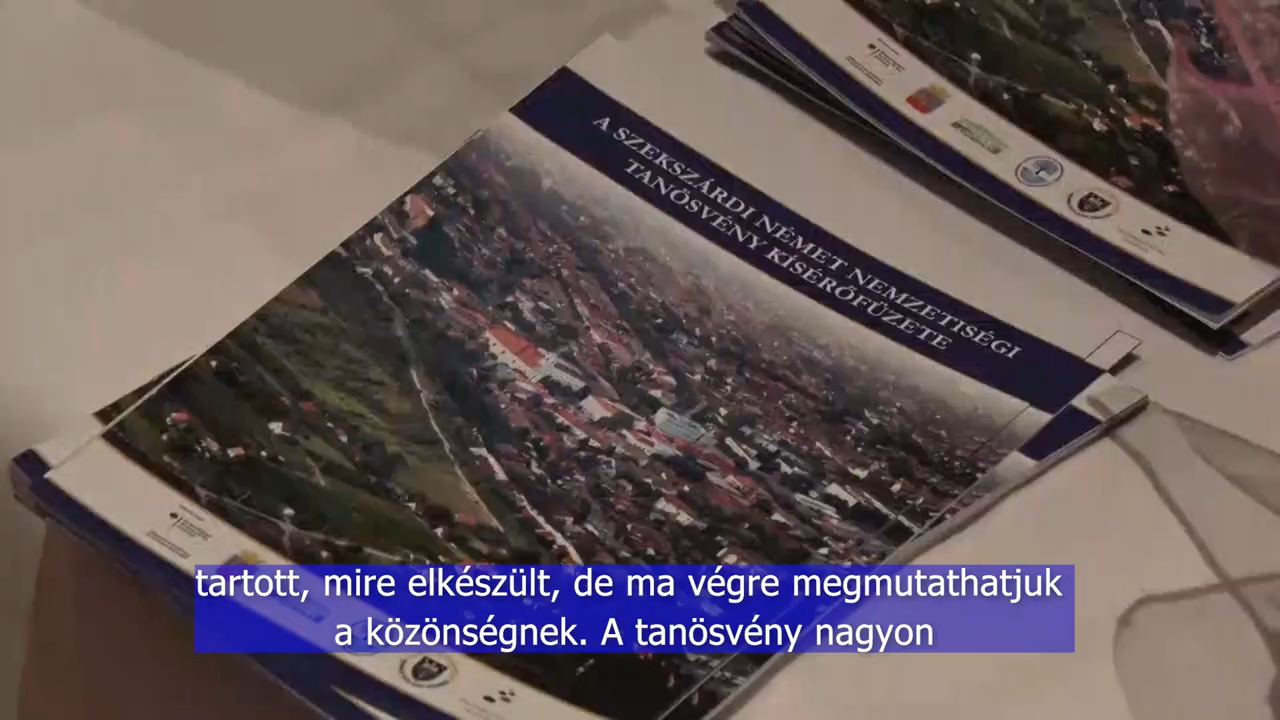 A SZEKSZÁRDI NÉMET NEMZETISÉGI
TANÖSVÉNY KÍSÉRŐFÜZETE
tartott, mire elkészült, de ma végre megmutathatjuk
a közönségnek. A tanösvény nagyon